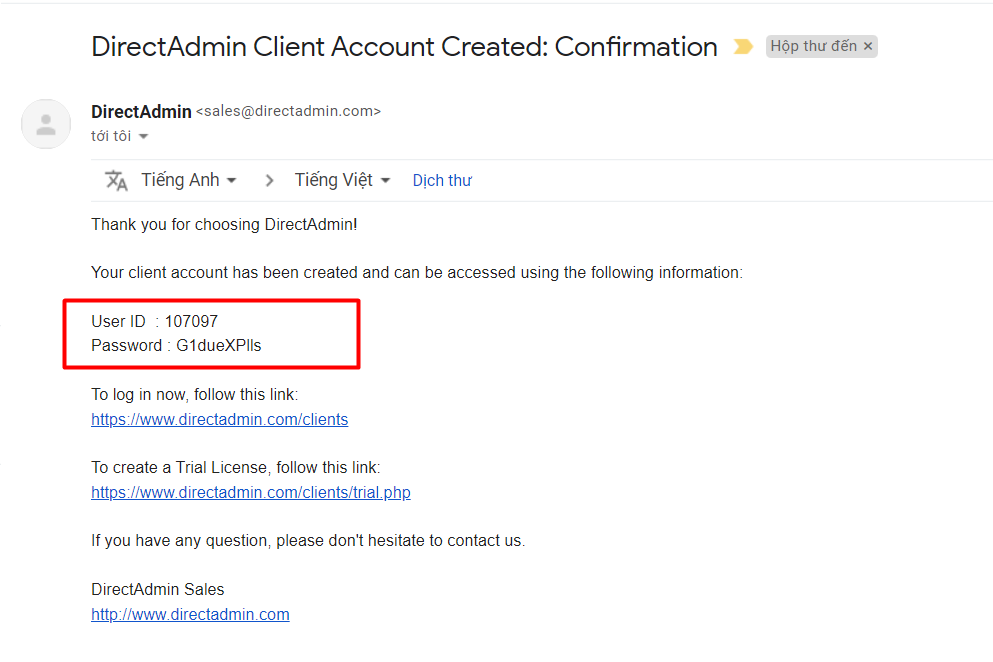 DirectAdmin Client Account Created: Confirmation Hộp thư đến ×
DirectAdmin <sales@directadmin.com>
tới tôi
Tiếng Anh > Tiếng Việt Dịch thư
Thank you for choosing DirectAdmin!
Your client account has been created and can be accessed using the following information:
User ID : 107097
Password : G1dueXPlls
To log in now, follow this link:
https://www.directadmin.com/clients
To create a Trial License, follow this link:
https://www.directadmin.com/clients/trial.php
If you have any question, please don't hesitate to contact us.
DirectAdmin Sales
http://www.directadmin.com